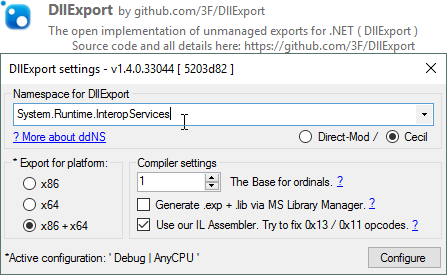 DllExport by github.com/3F/DllExport
The open implementation of unmanaged exports for .NET ( DllExport )
Source code and all details here: https://github.com/3F/DllExport
DllExport settings - v1.4.0.33044 [ 5203d82 ]
Namespace for DllExport
System.Runtime.InteropServices
? More about ddNS
Direct-Mod /
Cecil
* Export for platform:
x86
x64
x86 + x64
Compiler settings
1 The Base for ordinals. ?
Generate .exp + .lib via MS Library Manager. ?
Use our IL Assembler. Try to fix 0x13 / 0x11 opcodes. ?
*Active configuration: ' Debug | AnyCPU '
Configure